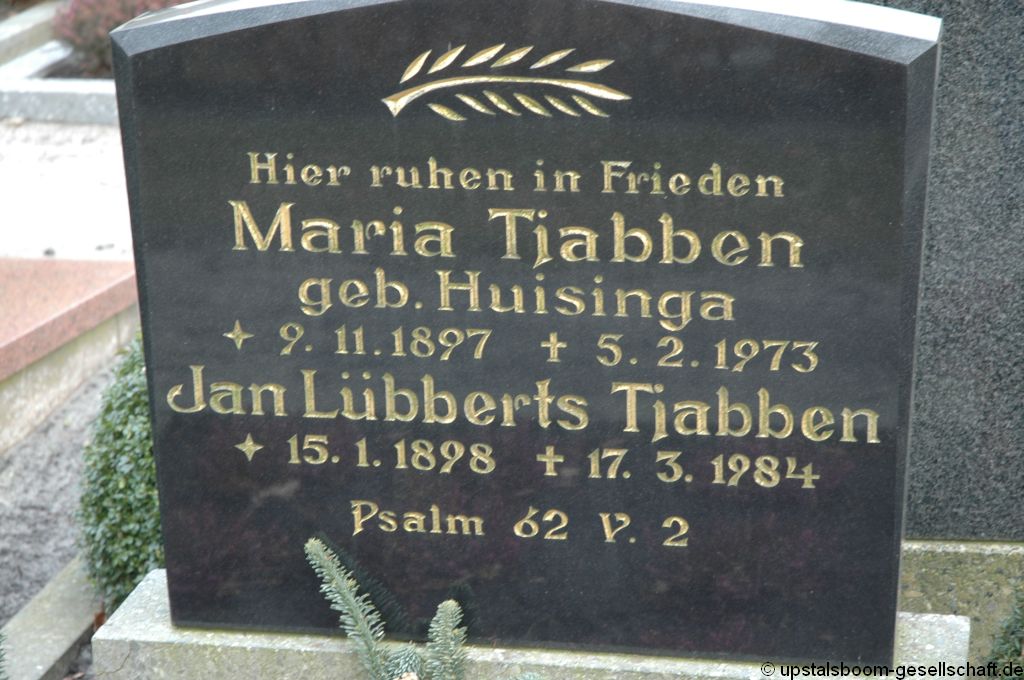 Hier ruhen in Frieden
Maria Tjabben
geb. Huisinga
9. 11. 1897 5. 2. 1973
Jan Lübberts Tjabben
15. 1. 1898 17. 3. 1984
Psalm 62 V. 2
© upstalsboom-gesellschaft.de